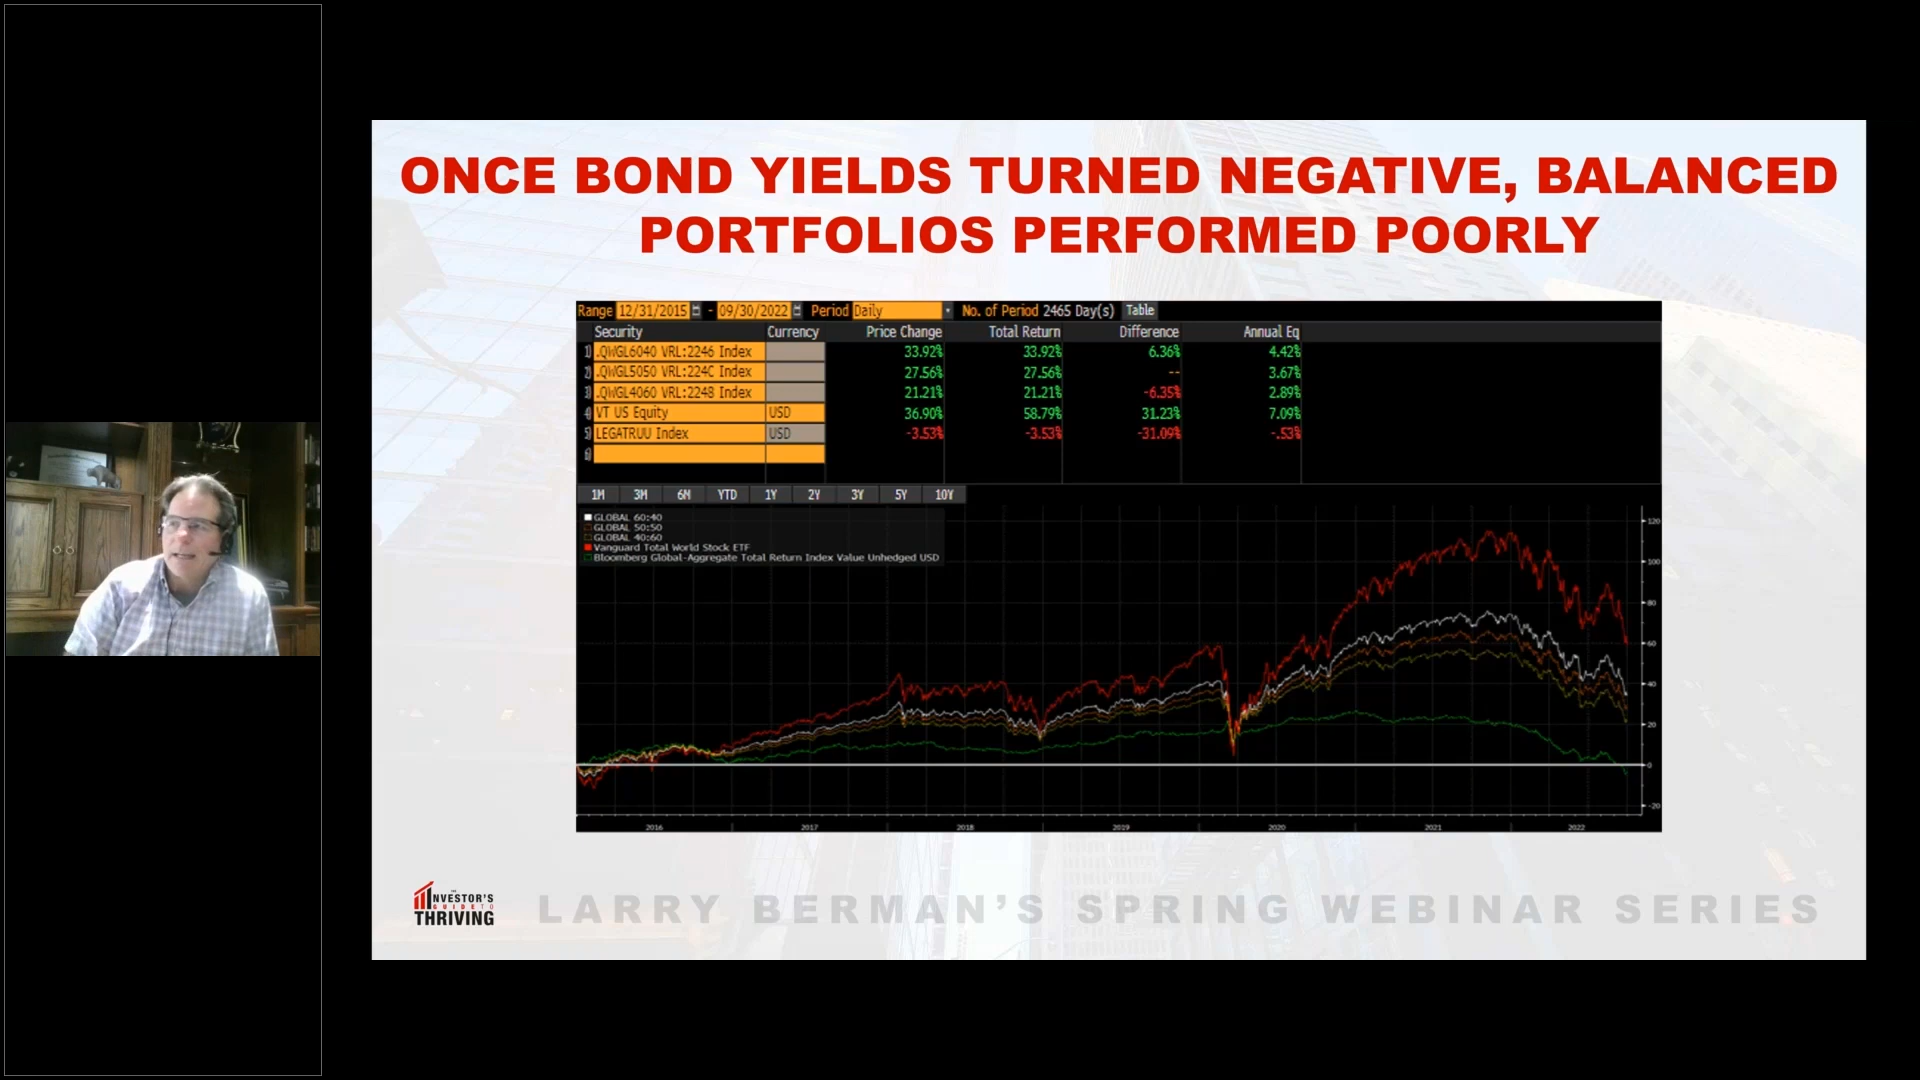 ONCE BOND YIELDS TURNED NEGATIVE, BALANCED
PORTFOLIOS PERFORMED POORLY
Range 12/31/2015 - 09/30/2022 Period Daily No. of Period 2465 Day(s) Table
Security Currency Price Change Total Return Difference Annual Eq
1) .QWGL6040 VRL:2246 Index 33.92% 33.92% 6.36% 4.42%
2) .QWGL5050 VRL:224C Index 27.56% 27.56% -- 3.67%
3) .QWGL4060 VRL:2248 Index 21.21% 21.21% -6.35% 2.89%
4) VT US Equity USD 36.90% 58.79% 31.23% 7.09%
5) LEGATRUU Index USD -3.53% -3.53% -31.09% -.53%
6)
1M 3M 6M YTD 1Y 2Y 3Y 5Y 10Y
GLOBAL 60:40
GLOBAL 50:50
GLOBAL 40:60
Vanguard Total World Stock ETF
Bloomberg Global-Aggregate Total Return Index Value Unhedged USD
120
100
80
60
40
20
0
-20
2016 2017 2018 2019 2020 2021 2022
THE
INVESTOR'S
GUIDE TO
THRIVING
LARRY BERMAN'S SPRING WEBINAR SERIES